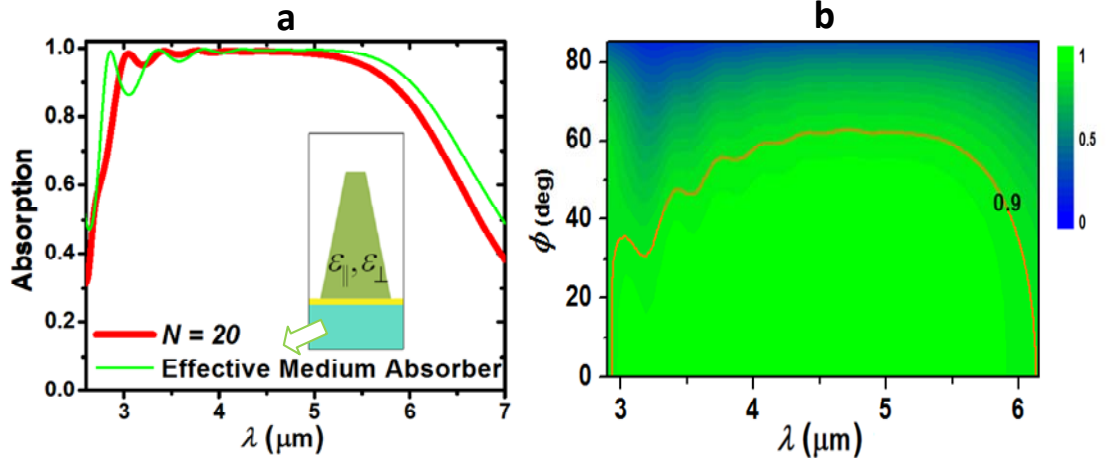 a
1.0
0.8
0.6
0.4
0.2
0.0
Absorption
ε∥, ε⊥
N = 20
Effective Medium Absorber
3 4 5 6 7
λ (μm)
b
80
60
40
20
0
ϕ (deg)
0.9
3 4 5 6
λ (μm)
1
0.5
0